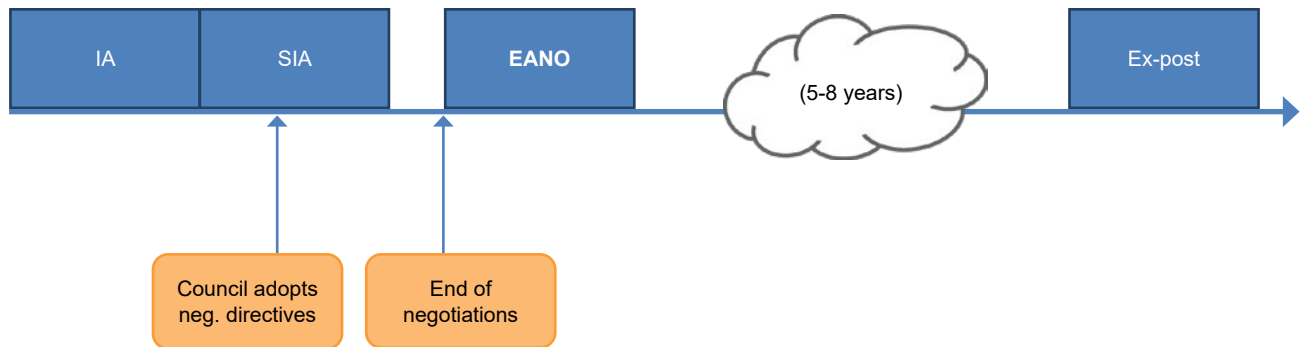 IA
SIA
EANO
(5-8 years)
Ex-post
Council adopts
neg. directives
End of
negotiations